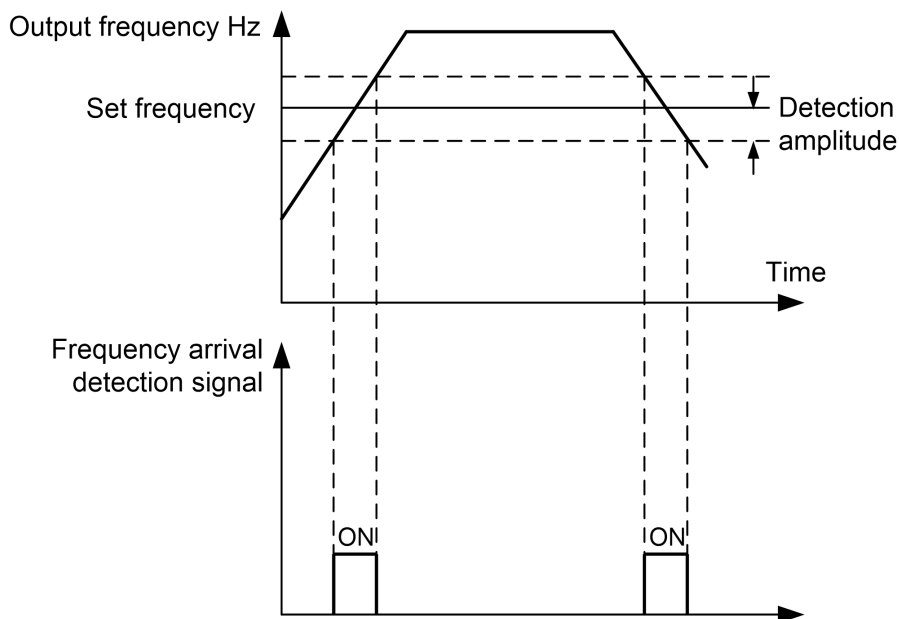 Output frequency Hz
Set frequency
Detection
amplitude
Time
Frequency arrival
detection signal
ON
ON